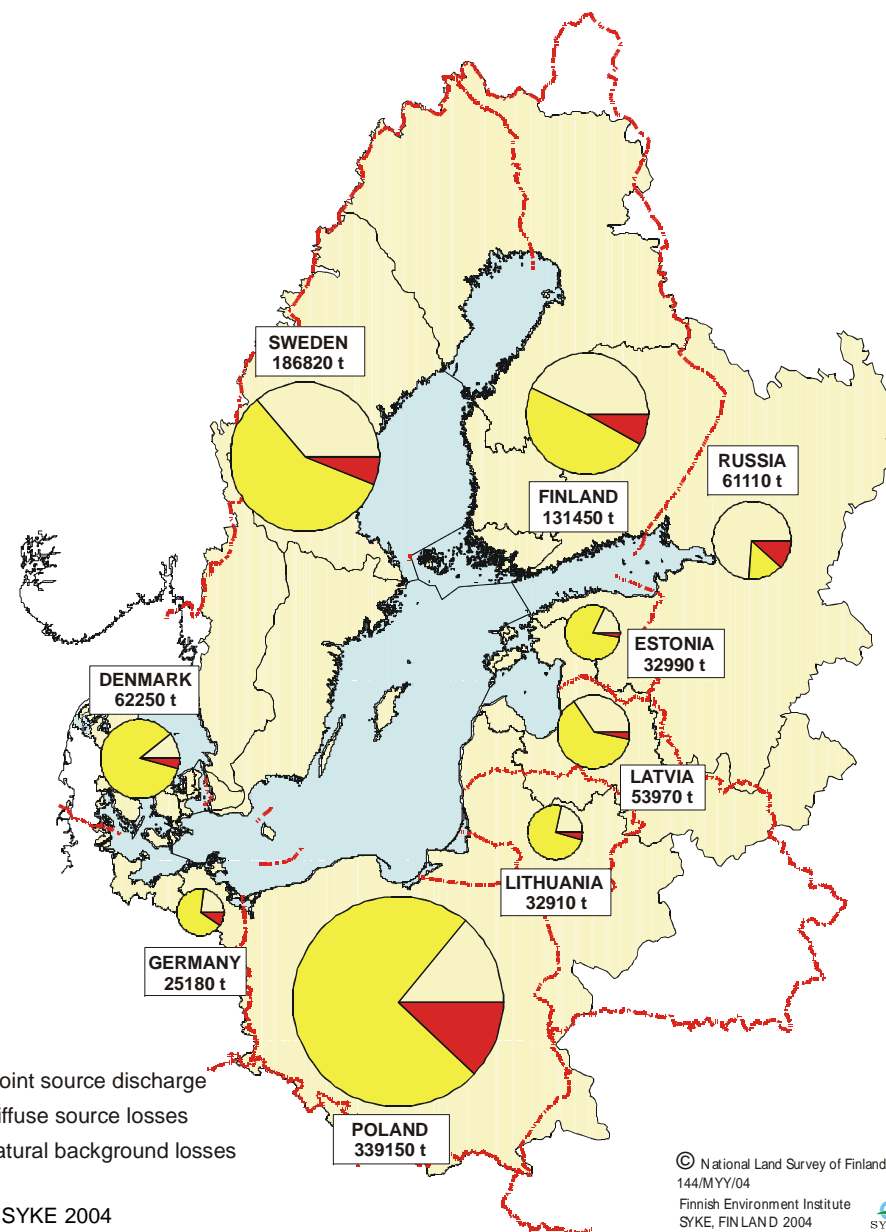 SWEDEN
186820 t
FINLAND
131450 t
RUSSIA
61110 t
ESTONIA
32990 t
DENMARK
62250 t
LATVIA
53970 t
LITHUANIA
32910 t
GERMANY
25180 t
POLAND
339150 t
oint source discharge
iffuse source losses
atural background losses
SYKE 2004
© National Land Survey of Finland
144/MYY/04
Finnish Environment Institute
SYKE, FINLAND 2004